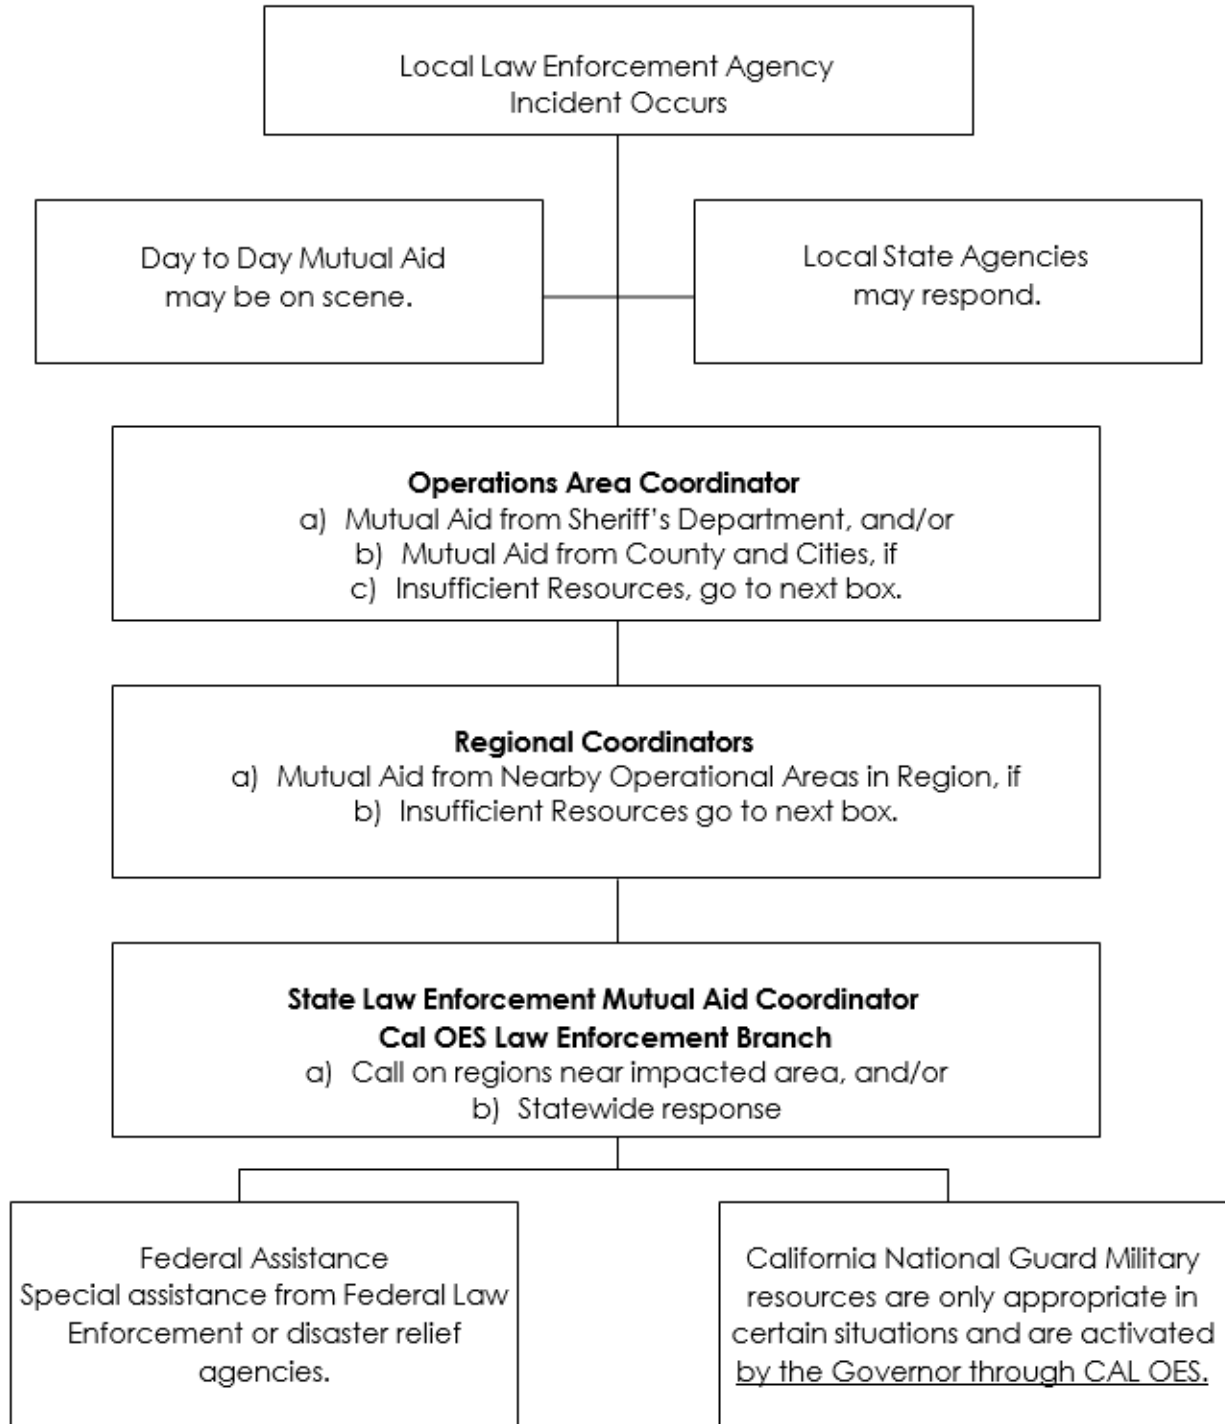 Local Law Enforcement Agency
Incident Occurs
Day to Day Mutual Aid
may be on scene.
Local State Agencies
may respond.
Operations Area Coordinator
a) Mutual Aid from Sheriff's Department, and/or
b) Mutual Aid from County and Cities, if
c) Insufficient Resources, go to next box.
Regional Coordinators
a) Mutual Aid from Nearby Operational Areas in Region, if
b) Insufficient Resources go to next box.
State Law Enforcement Mutual Aid Coordinator
Cal OES Law Enforcement Branch
a) Call on regions near impacted area, and/or
b) Statewide response
Federal Assistance
Special assistance from Federal Law
Enforcement or disaster relief
agencies.
California National Guard Military
resources are only appropriate in
certain situations and are activated
by the Governor through CAL OES.